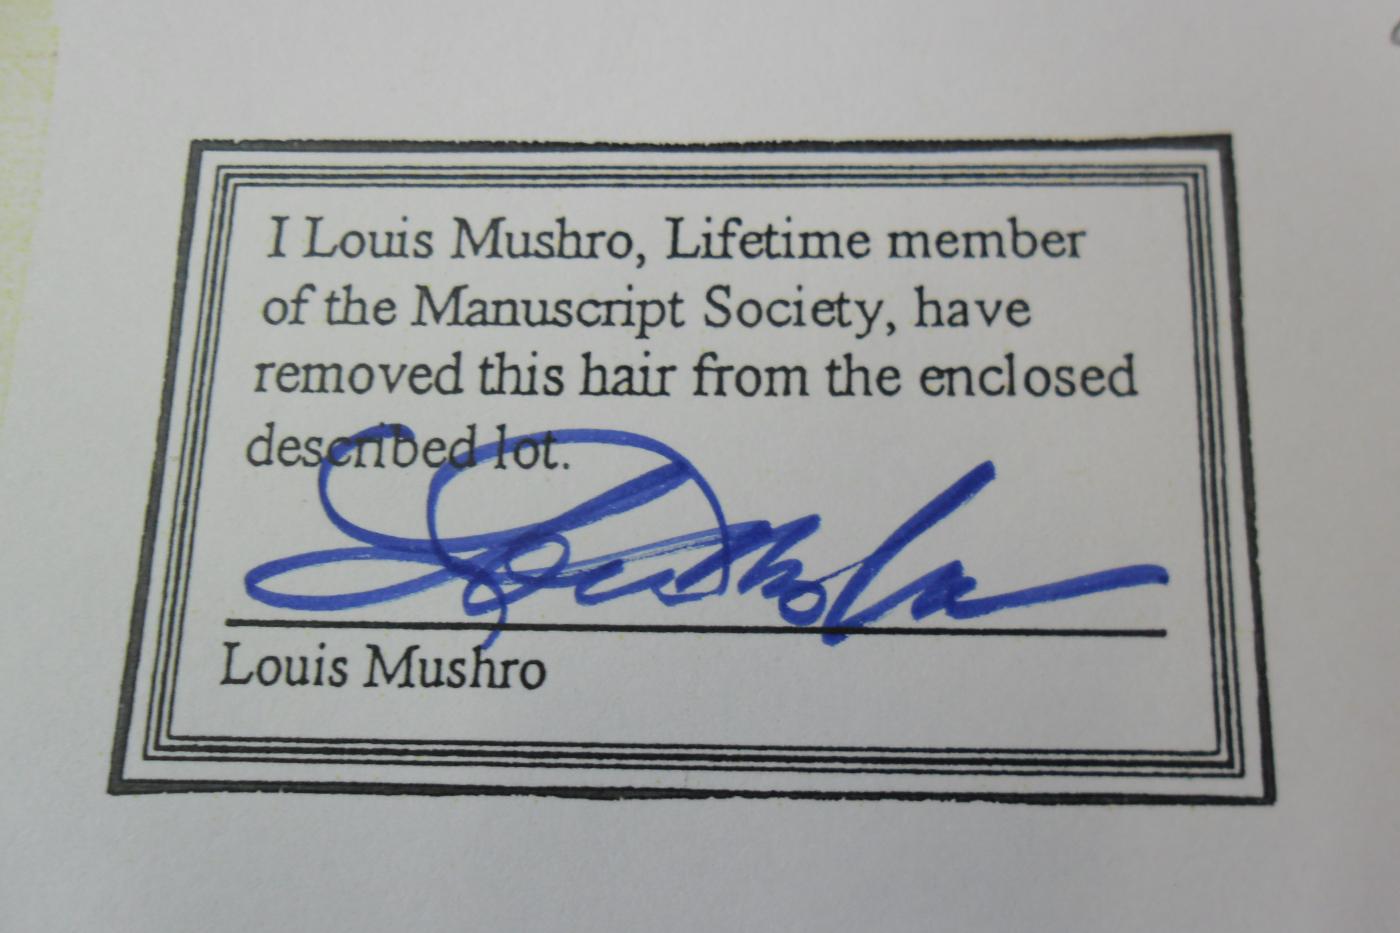 I Louis Mushro, Lifetime member
of the Manuscript Society, have
removed this hair from the enclosed
described lot.
Louis Mushro